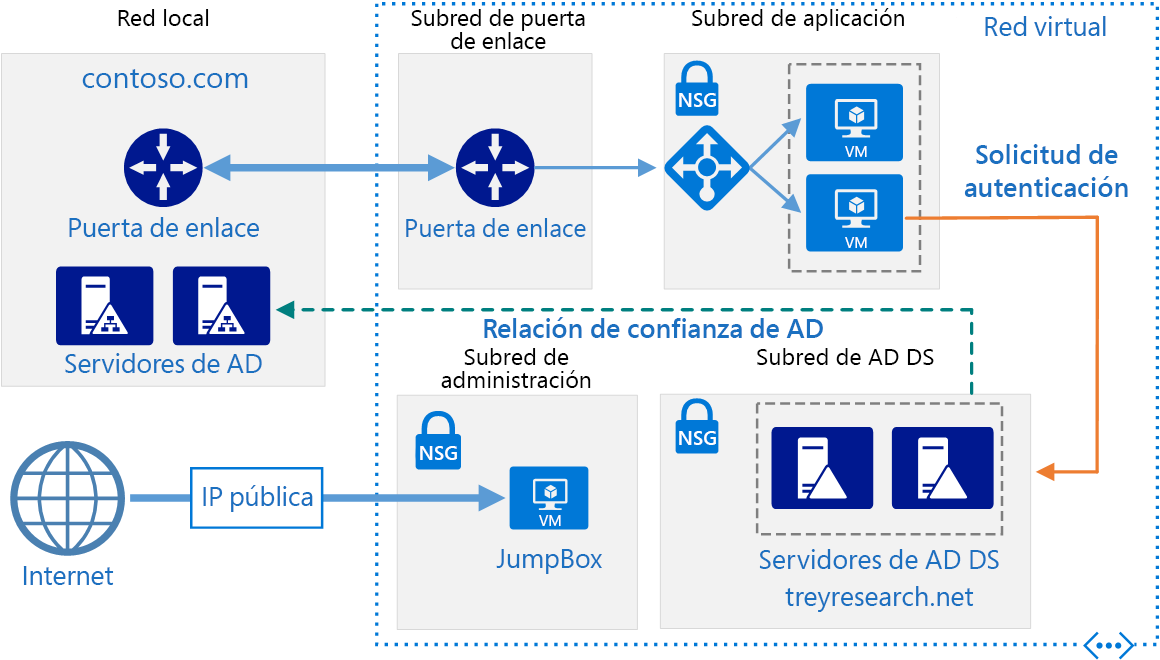 Red local
Subred de puerta
de enlace
Subred de aplicación
Red virtual
contoso.com
NSG
VM
VM
Solicitud de
autenticación
Puerta de enlace
Puerta de enlace
Servidores de AD
Relación de confianza de AD
Subred de
administración
Subred de AD DS
NSG
NSG
IP pública
VM
JumpBox
Internet
Servidores de AD DS
treyresearch.net